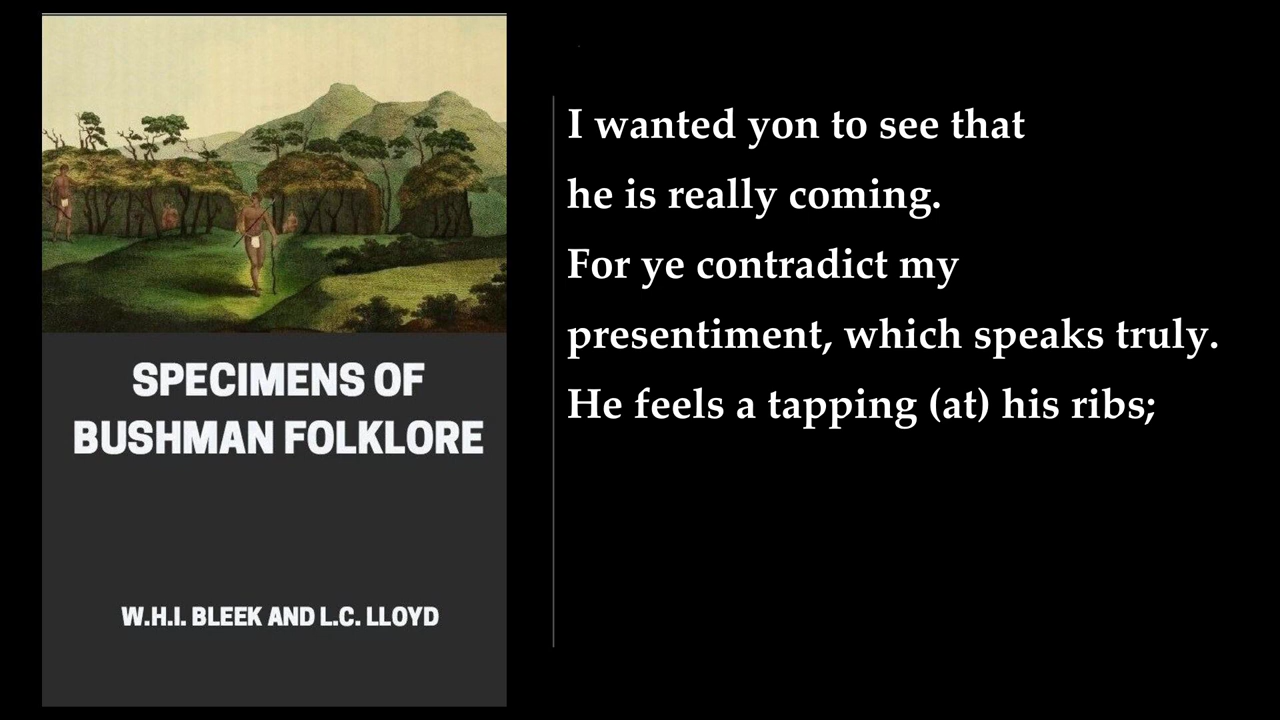 SPECIMENS OF
BUSHMAN FOLKLORE
W.H.I. BLEEK AND L.C. LLOYD
I wanted yon to see that
he is really coming.
For ye contradict my
presentiment, which speaks truly.
He feels a tapping (at) his ribs;